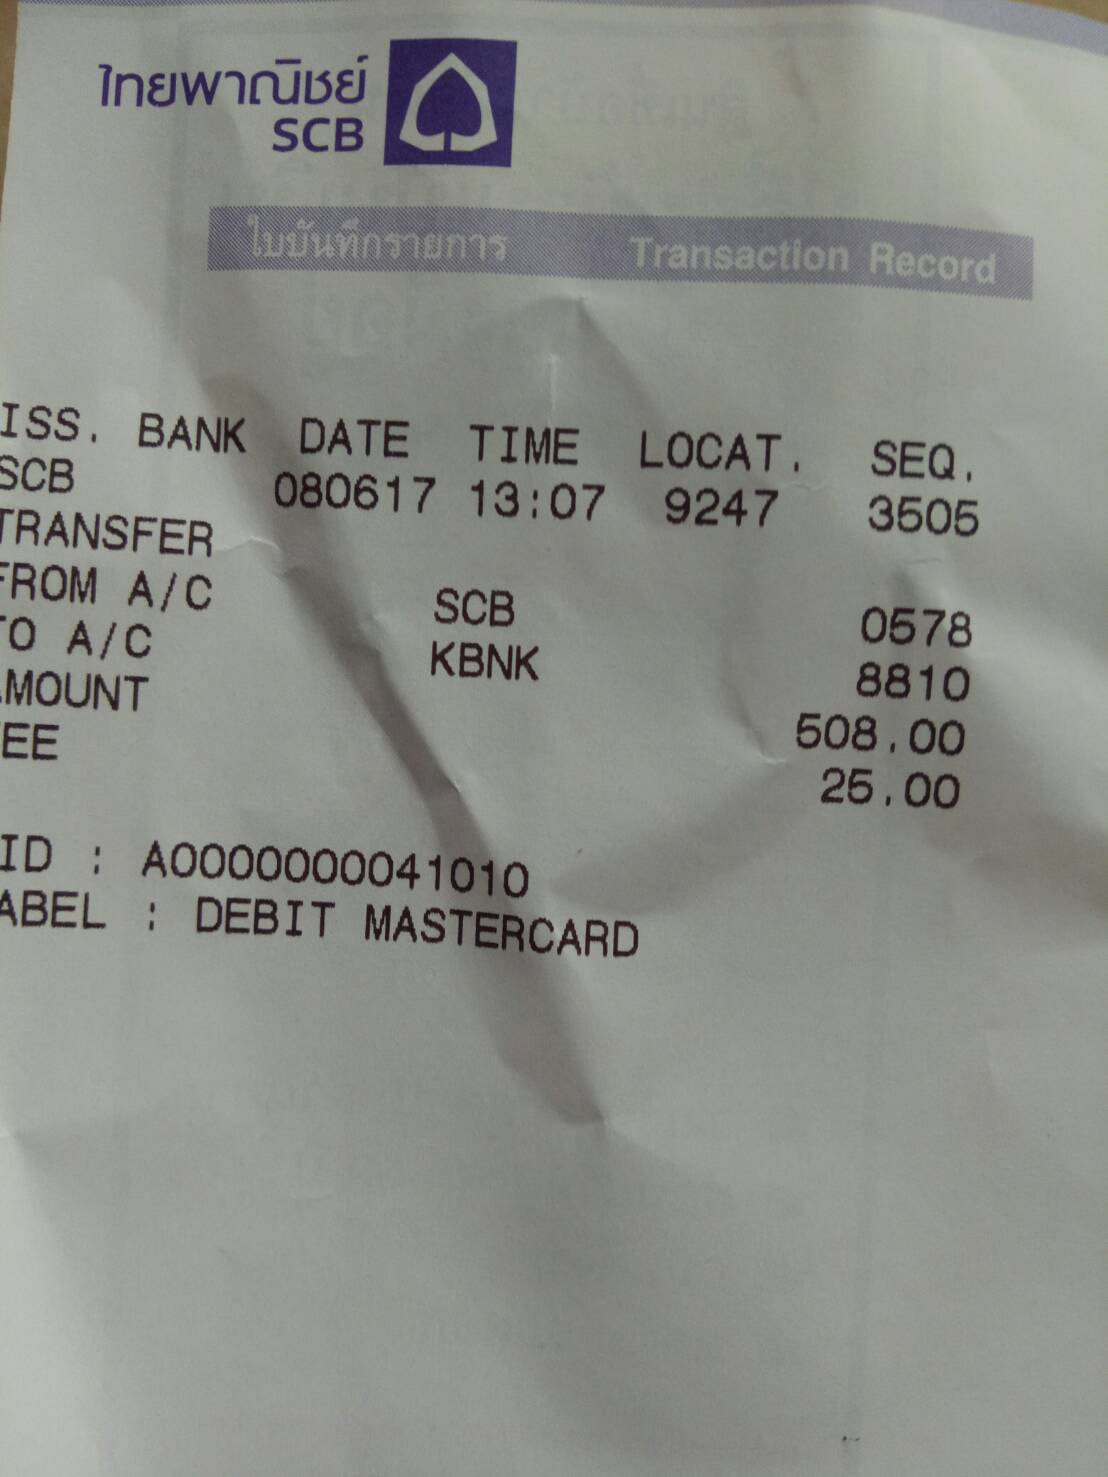 ไทยพาณิชย์
SCB
ใบบันทึกรายการ Transaction Record
ISS. BANK DATE TIME LOCAT. SEQ.
SCB 080617 13:07 9247 3505
TRANSFER
FROM A/C SCB 0578
TO A/C KBNK 8810
AMOUNT 508.00
EE 25.00
ID : A0000000041010
ABEL : DEBIT MASTERCARD